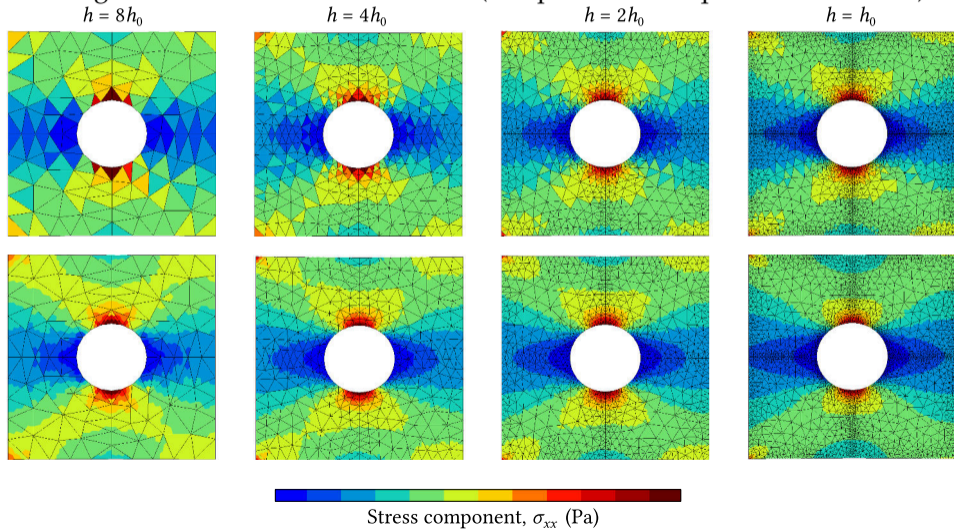 h = 8h₀
h = 4h₀
h = 2h₀
h = h₀
Stress component, σₓₓ (Pa)